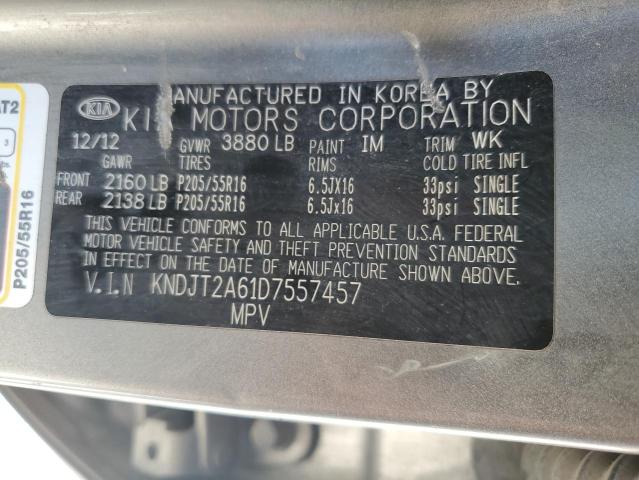 MANUFACTURED IN KOREA BY
KIA KIA MOTORS CORPORATION
12/12 GVWR 3880 LB PAINT IM TRIM WK
GAWR TIRES RIMS COLD TIRE INFL
FRONT 2160 LB P205/55R16 6.5JX16 33psi SINGLE
REAR 2138 LB P205/55R16 6.5Jx16 33psi SINGLE
THIS VEHICLE CONFORMS TO ALL APPLICABLE U.S.A. FEDERAL
MOTOR VEHICLE SAFETY AND THEFT PREVENTION STANDARDS
IN EFFECT ON THE DATE OF MANUFACTURE SHOWN ABOVE.
V.I.N KNDJT2A61D7557457
MPV
P205/55R16
3